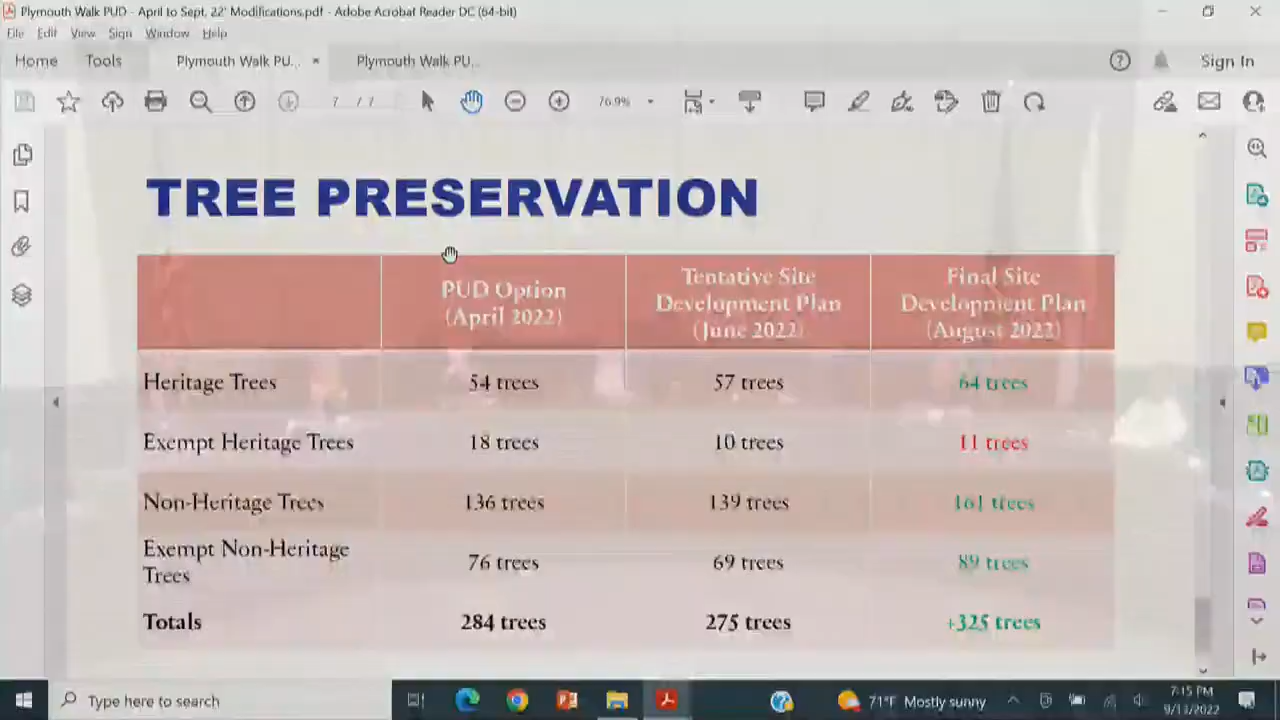 Plymouth Walk PUD - April to Sept. 22' Modifications.pdf - Adobe Acrobat Reader DC (64-bit)
File Edit View Sign Window Help
Home Tools Plymouth Walk PU... × Plymouth Walk PU... Sign In
7 / 7 76.9%
TREE PRESERVATION
PUD Option (April 2022)
Tentative Site Development Plan (June 2022)
Final Site Development Plan (August 2022)
Heritage Trees 54 trees 57 trees 64 trees
Exempt Heritage Trees 18 trees 10 trees 11 trees
Non-Heritage Trees 136 trees 139 trees 161 trees
Exempt Non-Heritage Trees 76 trees 69 trees 89 trees
Totals 284 trees 275 trees +325 trees
Type here to search 71°F Mostly sunny 7:15 PM
9/13/2022